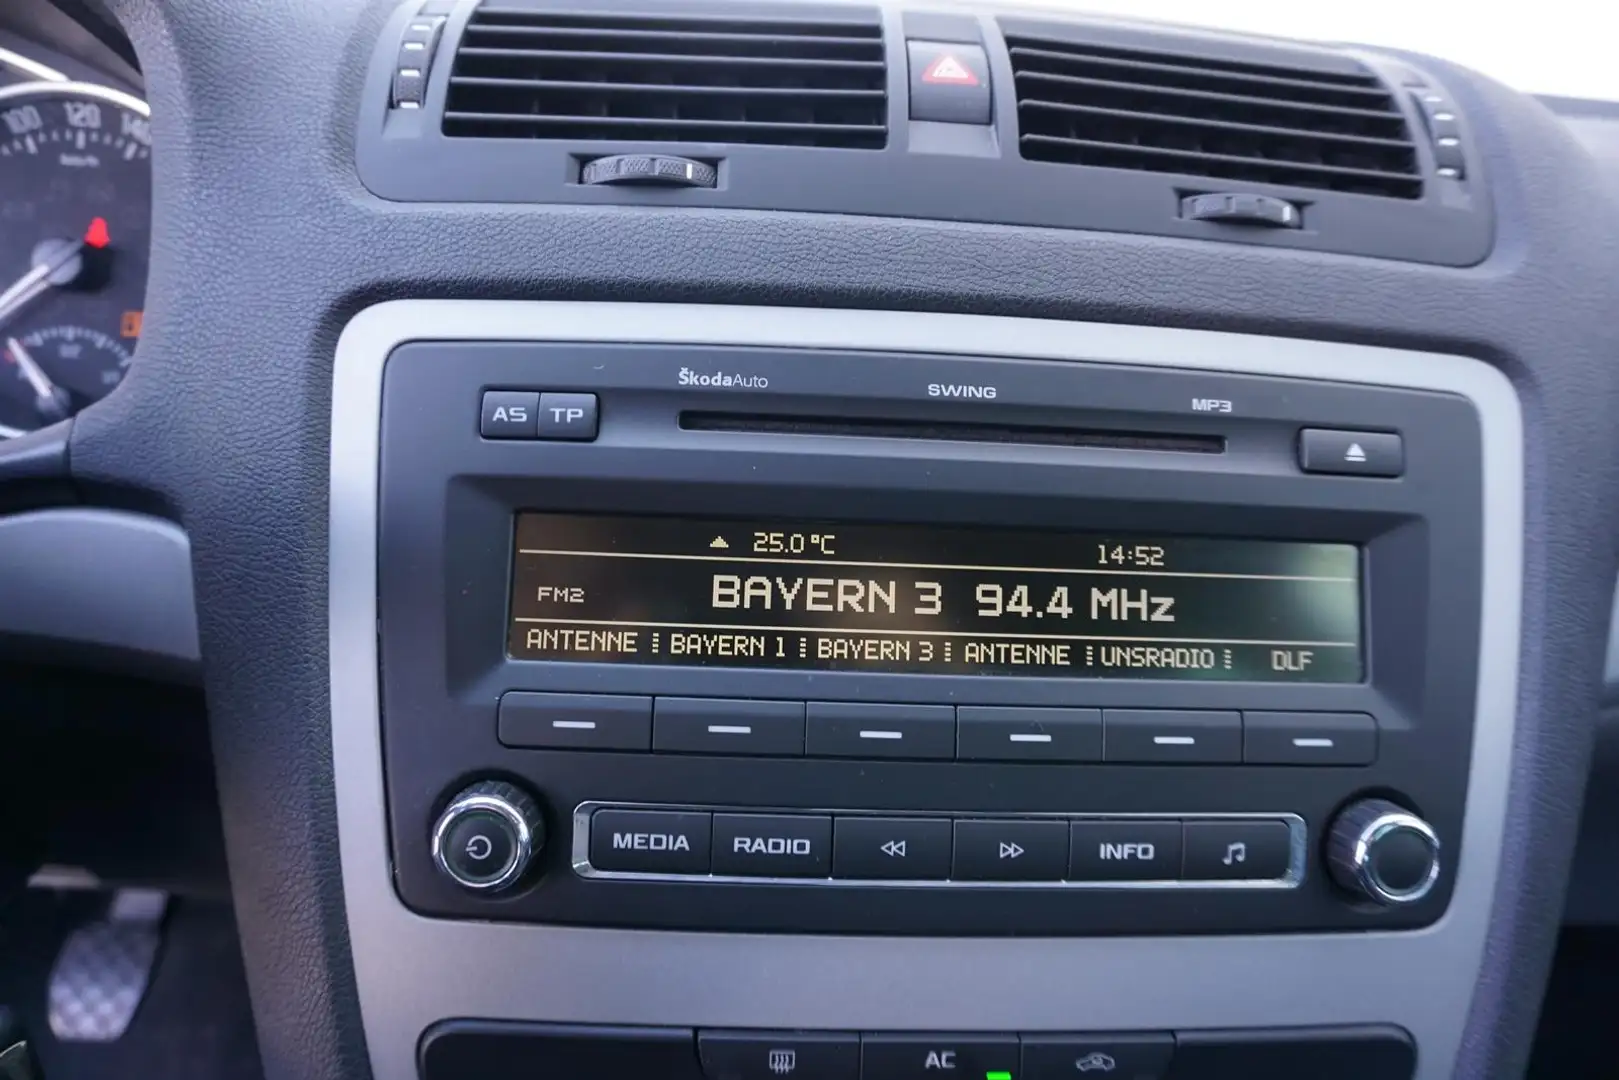 100 120 140
km/h
ŠkodaAuto SWING MP3
AS TP
25.0 °C 14:52
FM2 BAYERN 3 94.4 MHz
ANTENNE BAYERN 1 BAYERN 3 ANTENNE UNSRADIO DLF
MEDIA RADIO INFO
AC